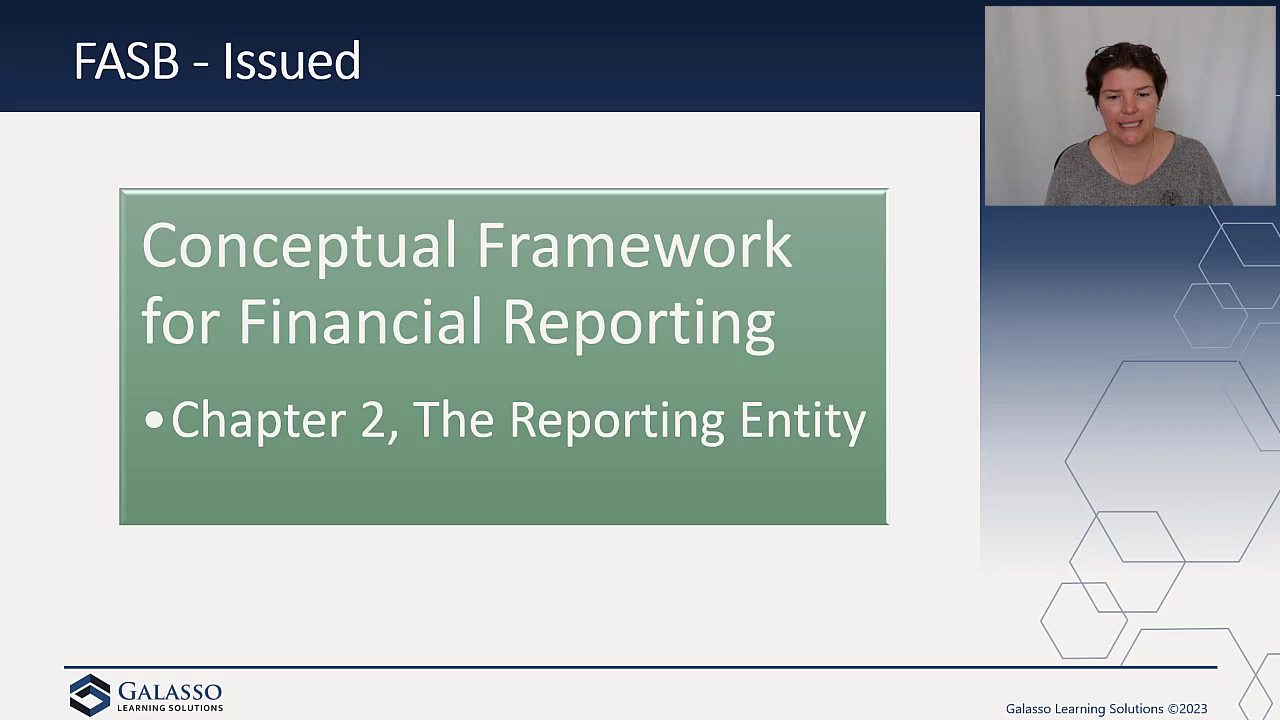 FASB - Issued
Conceptual Framework
for Financial Reporting
•Chapter 2, The Reporting Entity
GALASSO
LEARNING SOLUTIONS
Galasso Learning Solutions ©2023